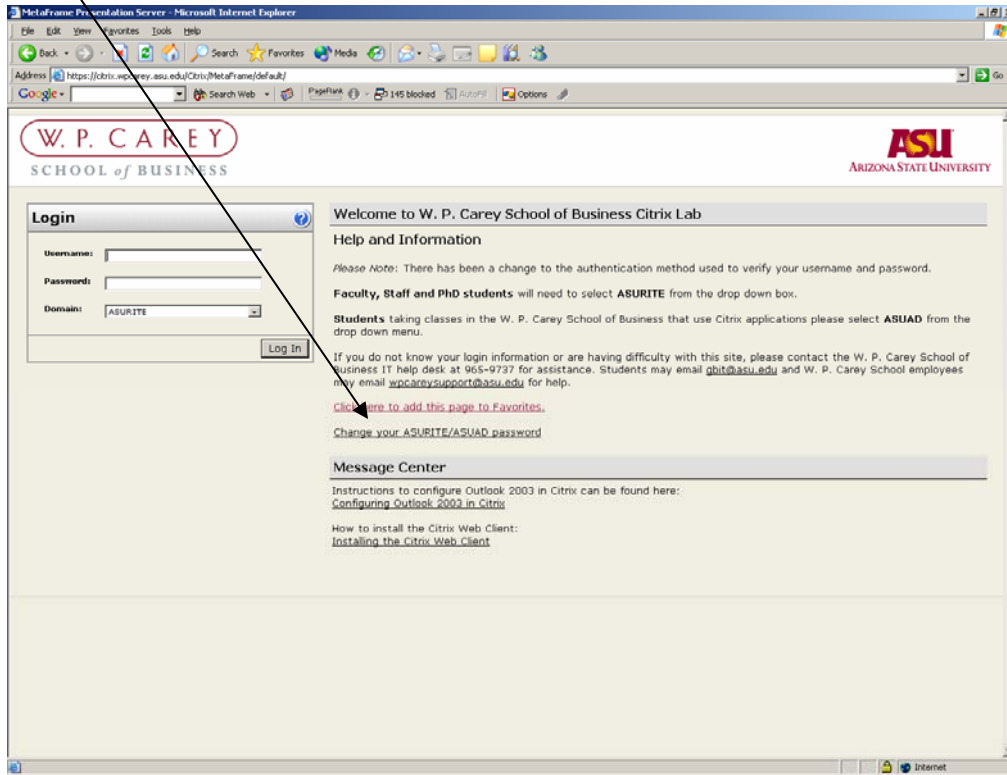 MetaFrame Presentation Server - Microsoft Internet Explorer
File Edit View Favorites Tools Help
Back Search Favorites Media
Address https://citrix.wpcarey.asu.edu/Citrix/MetaFrame/default/ Go
Google Search Web PageRank 145 blocked AutoFill Options
W. P. CAREY
SCHOOL of BUSINESS
ASU
ARIZONA STATE UNIVERSITY
Login
Username:
Password:
Domain: ASURITE
Log In
Welcome to W. P. Carey School of Business Citrix Lab
Help and Information
Please Note: There has been a change to the authentication method used to verify your username and password.
Faculty, Staff and PhD students will need to select ASURITE from the drop down box.
Students taking classes in the W. P. Carey School of Business that use Citrix applications please select ASUAD from the
drop down menu.
If you do not know your login information or are having difficulty with this site, please contact the W. P. Carey School of
Business IT help desk at 965-9737 for assistance. Students may email gbit@asu.edu and W. P. Carey School employees
may email wpcareysupport@asu.edu for help.
Click here to add this page to Favorites.
Change your ASURITE/ASUAD password
Message Center
Instructions to configure Outlook 2003 in Citrix can be found here:
Configuring Outlook 2003 in Citrix
How to install the Citrix Web Client:
Installing the Citrix Web Client
Internet